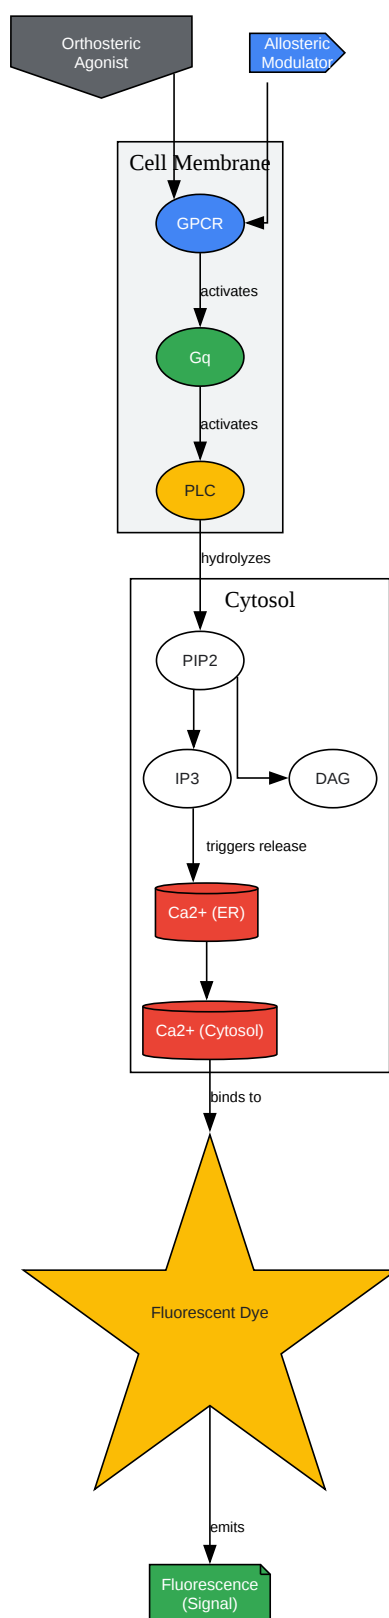 Orthosteric
Agonist
Allosteric
Modulator
Cell Membrane
GPCR
activates
Gq
activates
PLC
hydrolyzes
Cytosol
PIP2
IP3
DAG
triggers release
Ca2+ (ER)
Ca2+ (Cytosol)
binds to
Fluorescent Dye
emits
Fluorescence
(Signal)